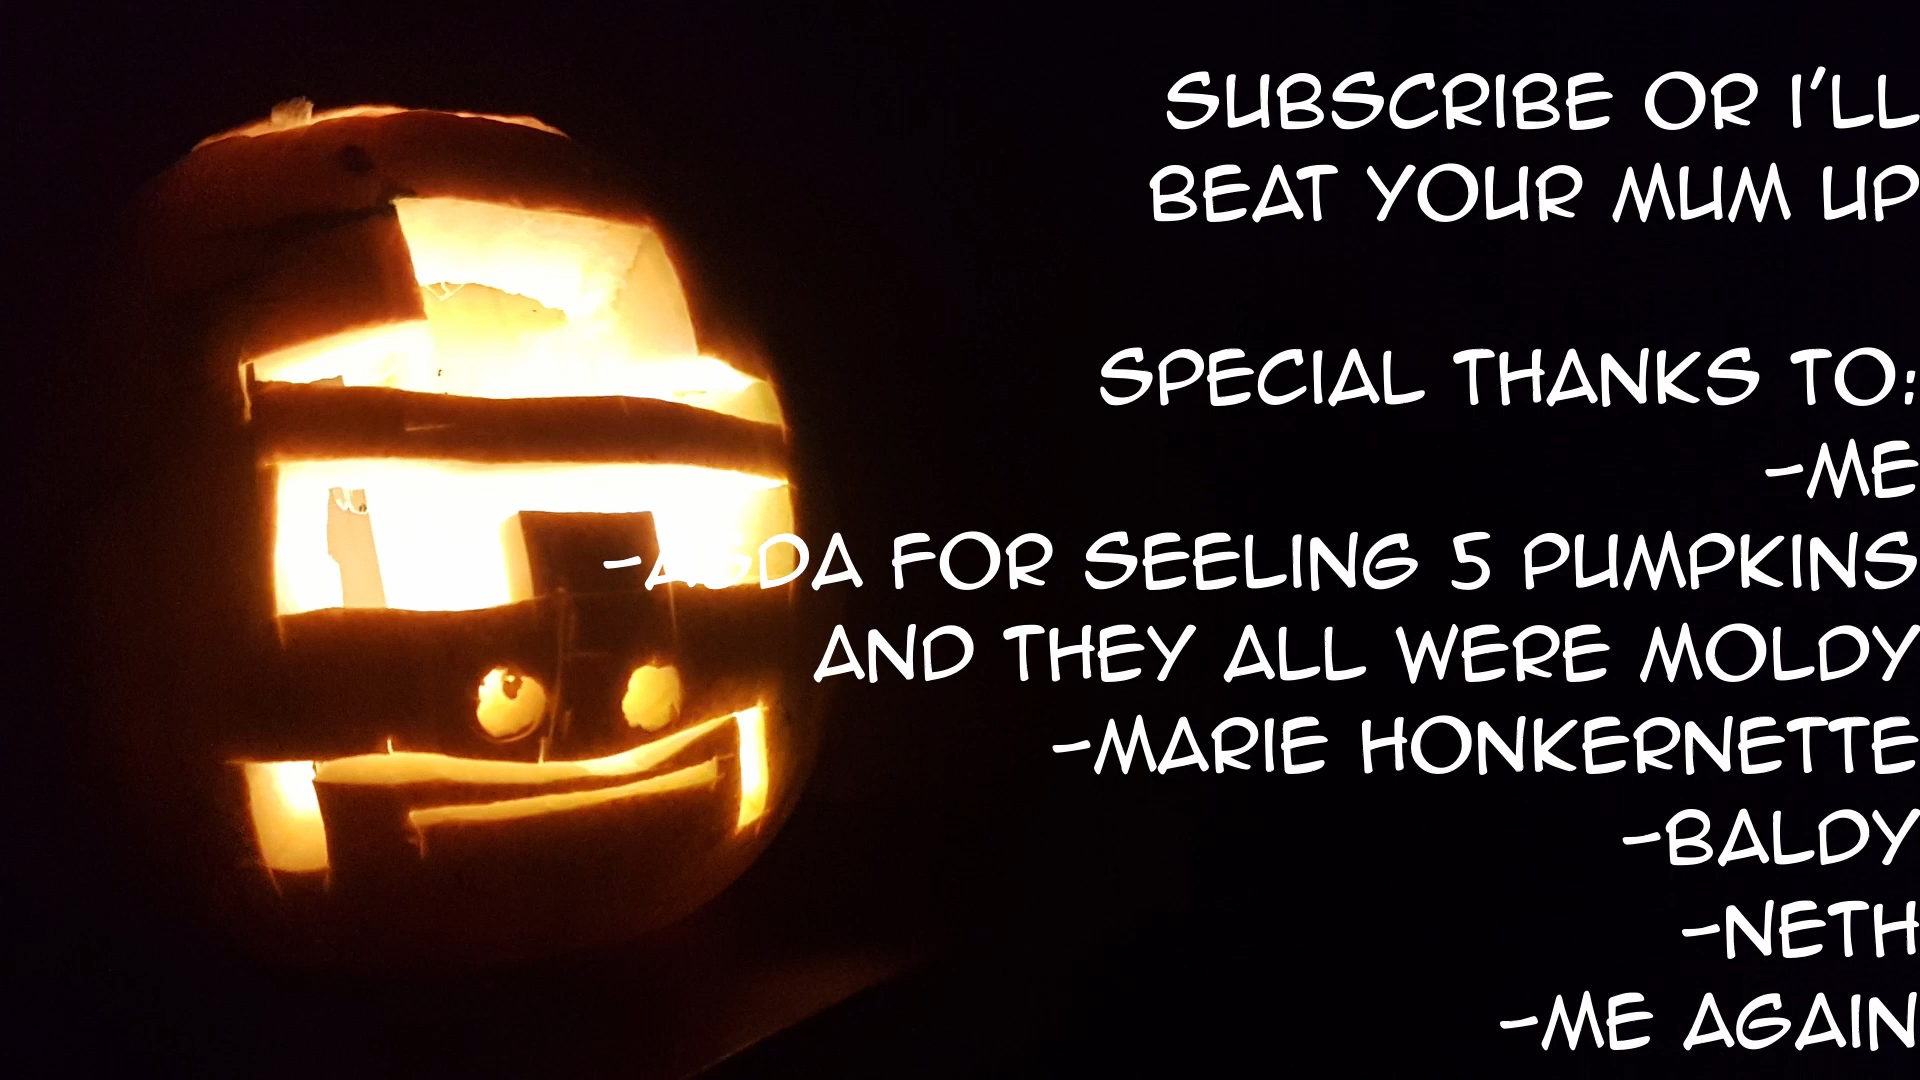 SUBSCRIBE OR I'LL
BEAT YOUR MUM UP
SPECIAL THANKS TO:
-ME
-ASDA FOR SEELING 5 PUMPKINS
AND THEY ALL WERE MOLDY
-MARIE HONKERNETTE
-BALDY
-NETH
-ME AGAIN